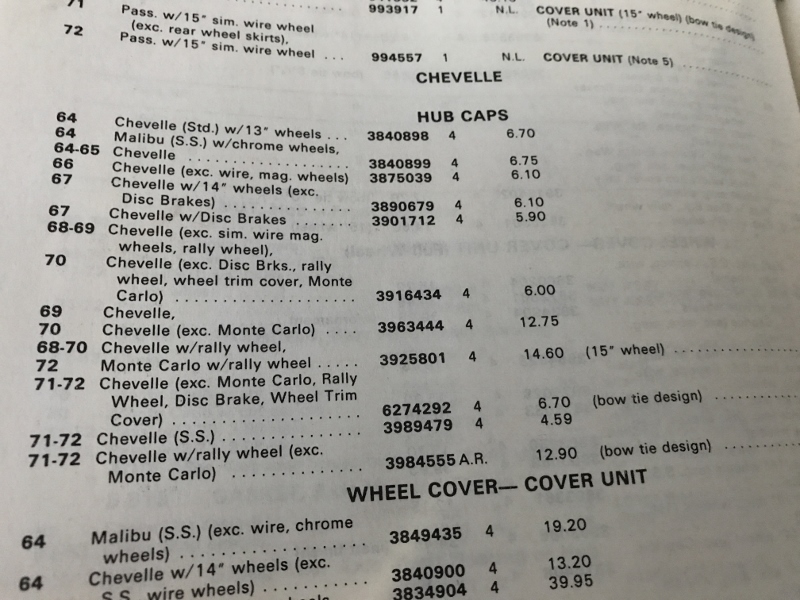 71 Pass. w/15" sim. wire wheel
(exc. rear wheel skirts), 993917 1 N.L. COVER UNIT (15" wheel) (bow tie design)
(Note 1)
72 Pass. w/15" sim. wire wheel ... 994557 1 N.L. COVER UNIT (Note 5)
CHEVELLE
HUB CAPS
64 Chevelle (Std.) w/13" wheels ... 3840898 4 6.70
64 Malibu (S.S.) w/chrome wheels,
64-65 Chevelle .................. 3840899 4 6.75
66 Chevelle (exc. wire, mag. wheels) 3875039 4 6.10
67 Chevelle w/14" wheels (exc.
Disc Brakes) .............. 3890679 4 6.10
67 Chevelle w/Disc Brakes ....... 3901712 4 5.90
68-69 Chevelle (exc. sim. wire mag.
wheels, rally wheel),
70 Chevelle (exc. Disc Brks., rally
wheel, wheel trim cover, Monte
Carlo) .................... 3916434 4 6.00
69 Chevelle,
70 Chevelle (exc. Monte Carlo) .... 3963444 4 12.75
68-70 Chevelle w/rally wheel,
72 Monte Carlo w/rally wheel ..... 3925801 4 14.60 (15" wheel) ..........
71-72 Chevelle (exc. Monte Carlo, Rally
Wheel, Disc Brake, Wheel Trim
Cover) .................... 6274292 4 6.70 (bow tie design) ..........
71-72 Chevelle (S.S.) ............... 3989479 4 4.59
71-72 Chevelle w/rally wheel (exc.
Monte Carlo) .............. 3984555 A.R. 12.90 (bow tie design) ..........
WHEEL COVER— COVER UNIT
64 Malibu (S.S.) (exc. wire, chrome
wheels) .................... 3849435 4 19.20
64 Chevelle w/14" wheels (exc.
S.S. wire wheels) ............ 3840900 4 13.20
3834904 4 39.95